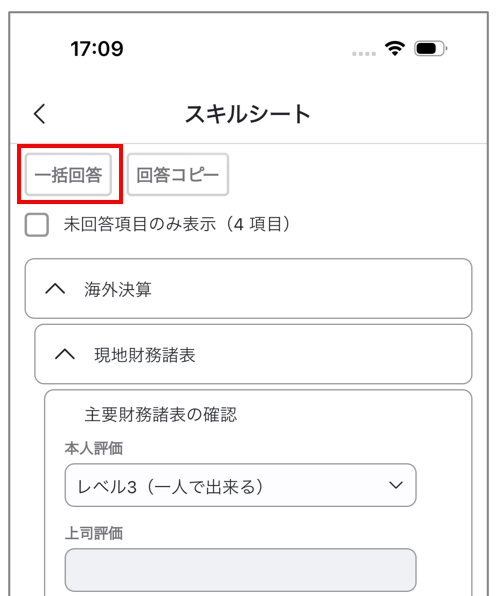 17:09
スキルシート
一括回答 回答コピー
未回答項目のみ表示（4 項目）
海外決算
現地財務諸表
主要財務諸表の確認
本人評価
レベル3（一人で出来る）
上司評価